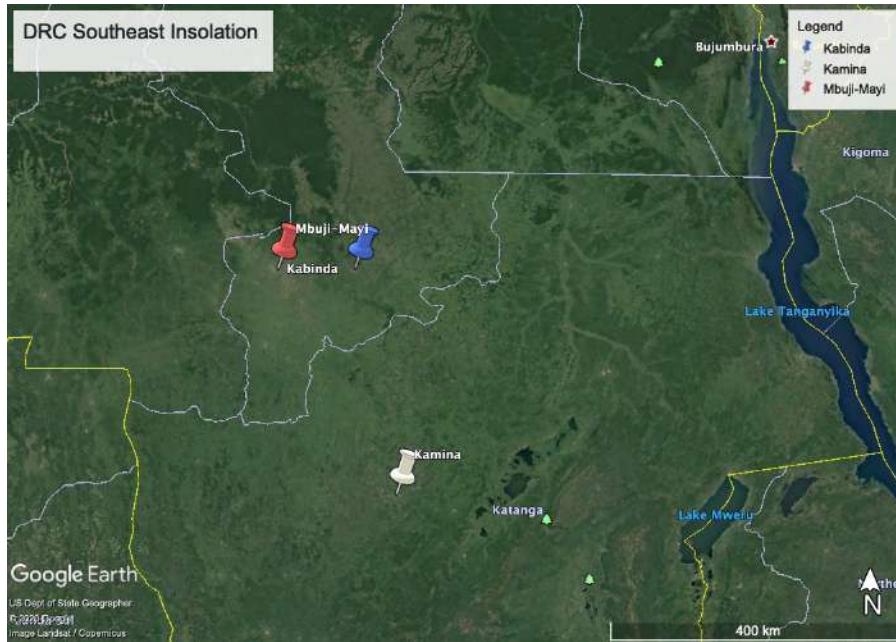 DRC Southeast Insolation
Legend
Kabinda
Kamina
Mbuji-Mayi
Bujumbura
Kigoma
Mbuji-Mayi
Kabinda
Lake Tanganyika
Kamina
Katanga
Lake Mweru
Google Earth
US Dept of State Geographer
Image Landsat / Copernicus
400 km
N